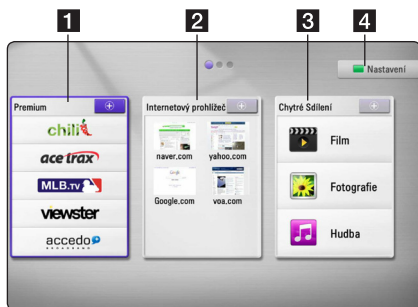 1 2 3 4
Nastavení
Premium
chili
acetrax
MLB.TV
viewster
accedo
BROADBAND
Internetový prohlížeč
naver.com yahoo.com
Google.com voa.com
Chytré Sdílení
Film
Fotografie
Hudba